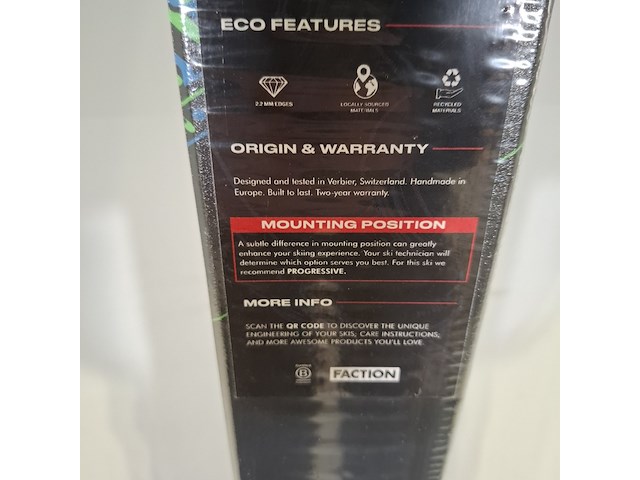 ECO FEATURES
2.2 MM EDGES
LOCALLY SOURCED
MATERIALS
RECYCLED
MATERIALS
ORIGIN & WARRANTY
Designed and tested in Verbier, Switzerland. Handmade in
Europe. Built to last. Two-year warranty.
MOUNTING POSITION
A subtle difference in mounting position can greatly
enhance your skiing experience. Your ski technician will
determine which option serves you best. For this ski we
recommend PROGRESSIVE.
MORE INFO
SCAN THE QR CODE TO DISCOVER THE UNIQUE
ENGINEERING OF YOUR SKIS; CARE INSTRUCTIONS;
AND MORE AWESOME PRODUCTS YOU'LL LOVE.
B
FACTION